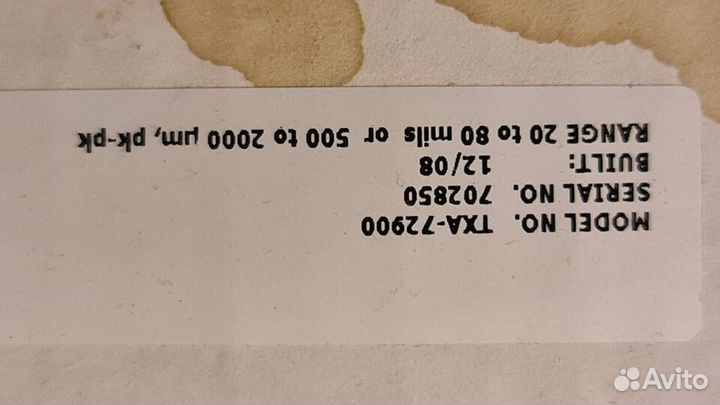 MODEL NO. TXA-72900
SERIAL NO. 702850
BUILT: 12/08
RANGE 20 to 80 mils or 500 to 2000 µm, pk-pk
Avito